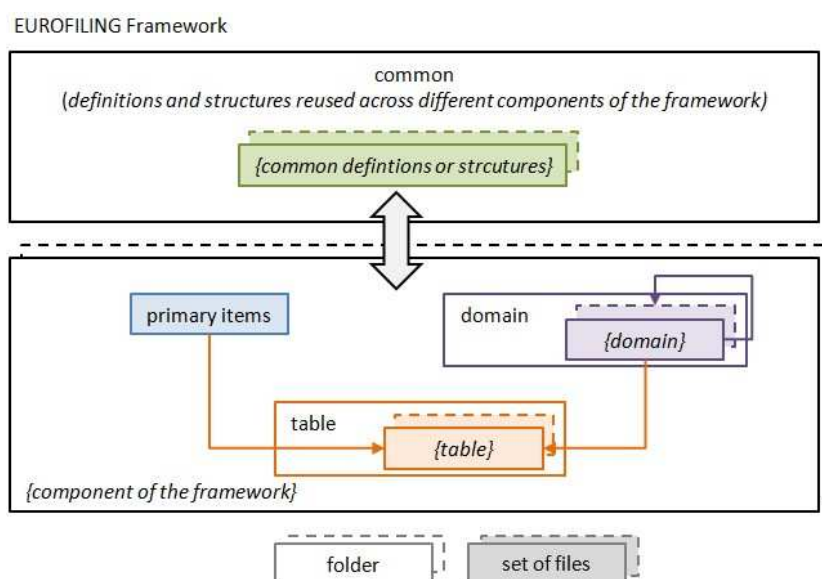 EUROFILING Framework
common
(definitions and structures reused across different components of the framework)
{common defintions or strcutures}
primary items
domain
{domain}
table
{table}
{component of the framework}
folder
set of files